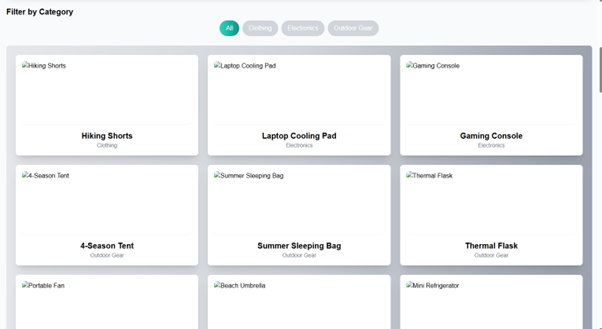 Filter by Category
All Clothing Electronics Outdoor Gear
Hiking Shorts Laptop Cooling Pad Gaming Console
Hiking Shorts Laptop Cooling Pad Gaming Console
Clothing Electronics Electronics
4-Season Tent Summer Sleeping Bag Thermal Flask
4-Season Tent Summer Sleeping Bag Thermal Flask
Outdoor Gear Outdoor Gear Outdoor Gear
Portable Fan Beach Umbrella Mini Refrigerator